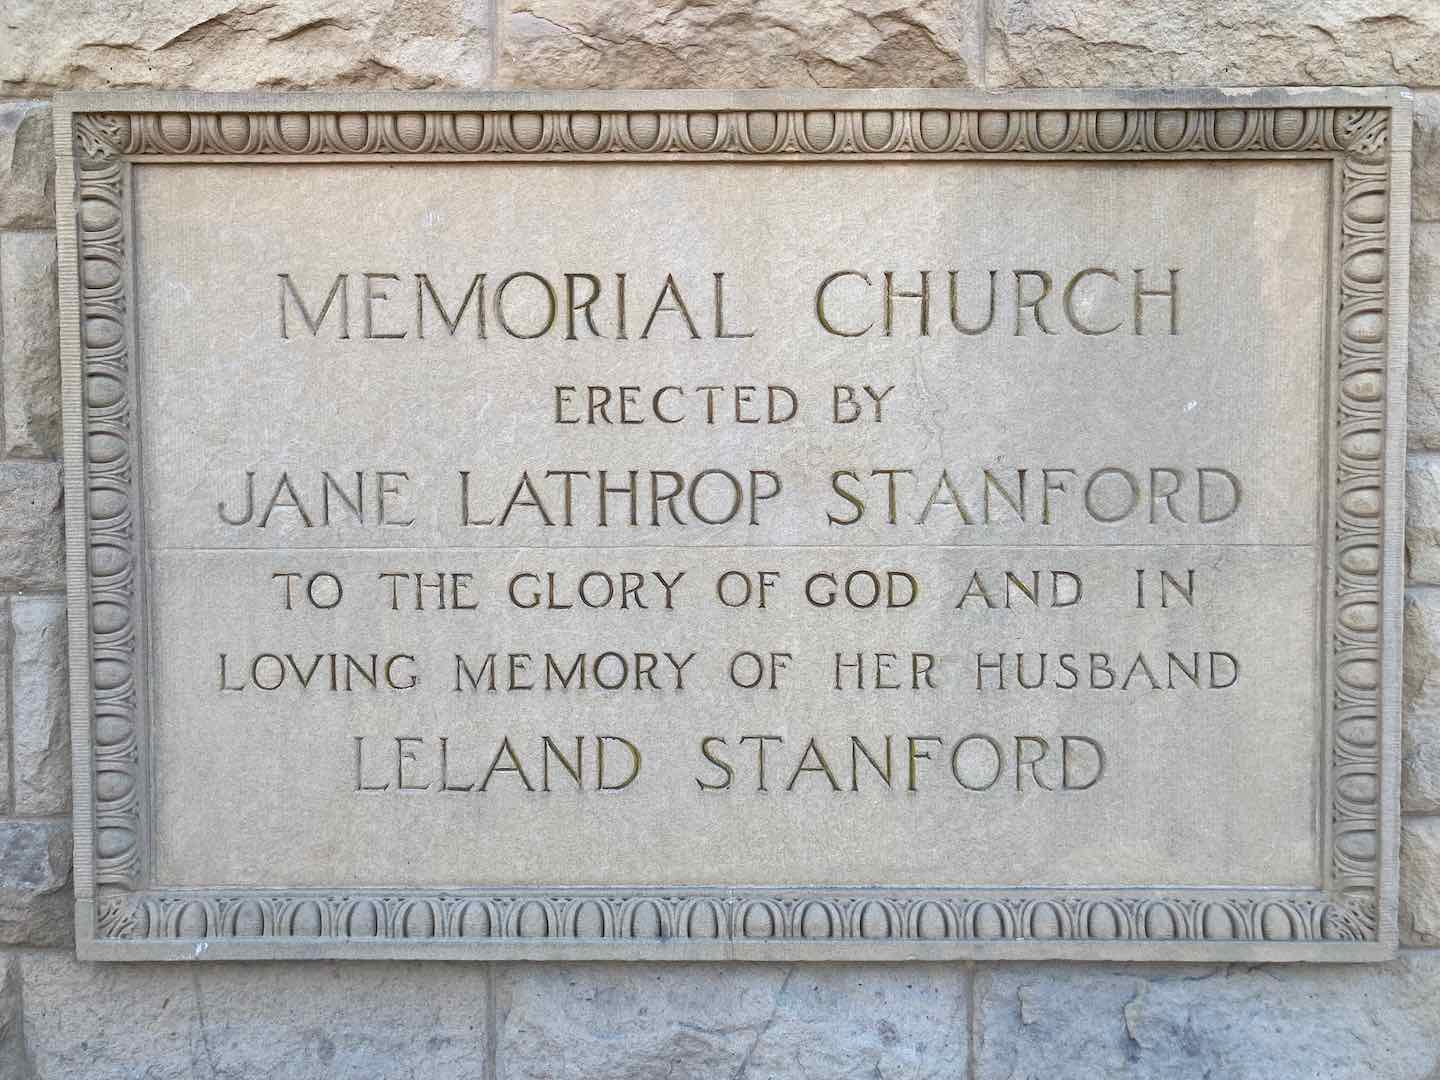 MEMORIAL CHURCH
ERECTED BY
JANE LATHROP STANFORD
TO THE GLORY OF GOD AND IN
LOVING MEMORY OF HER HUSBAND
LELAND STANFORD